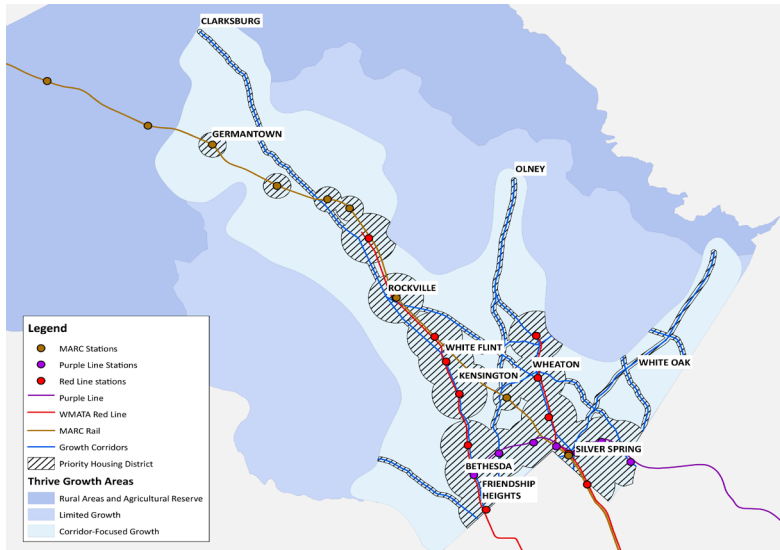 CLARKSBURG
GERMANTOWN
OLNEY
ROCKVILLE
WHITE FLINT
KENSINGTON
WHEATON
WHITE OAK
SILVER SPRING
BETHESDA
FRIENDSHIP
HEIGHTS
Legend
MARC Stations
Purple Line Stations
Red Line stations
Purple Line
WMATA Red Line
MARC Rail
Growth Corridors
Priority Housing District
Thrive Growth Areas
Rural Areas and Agricultural Reserve
Limited Growth
Corridor-Focused Growth